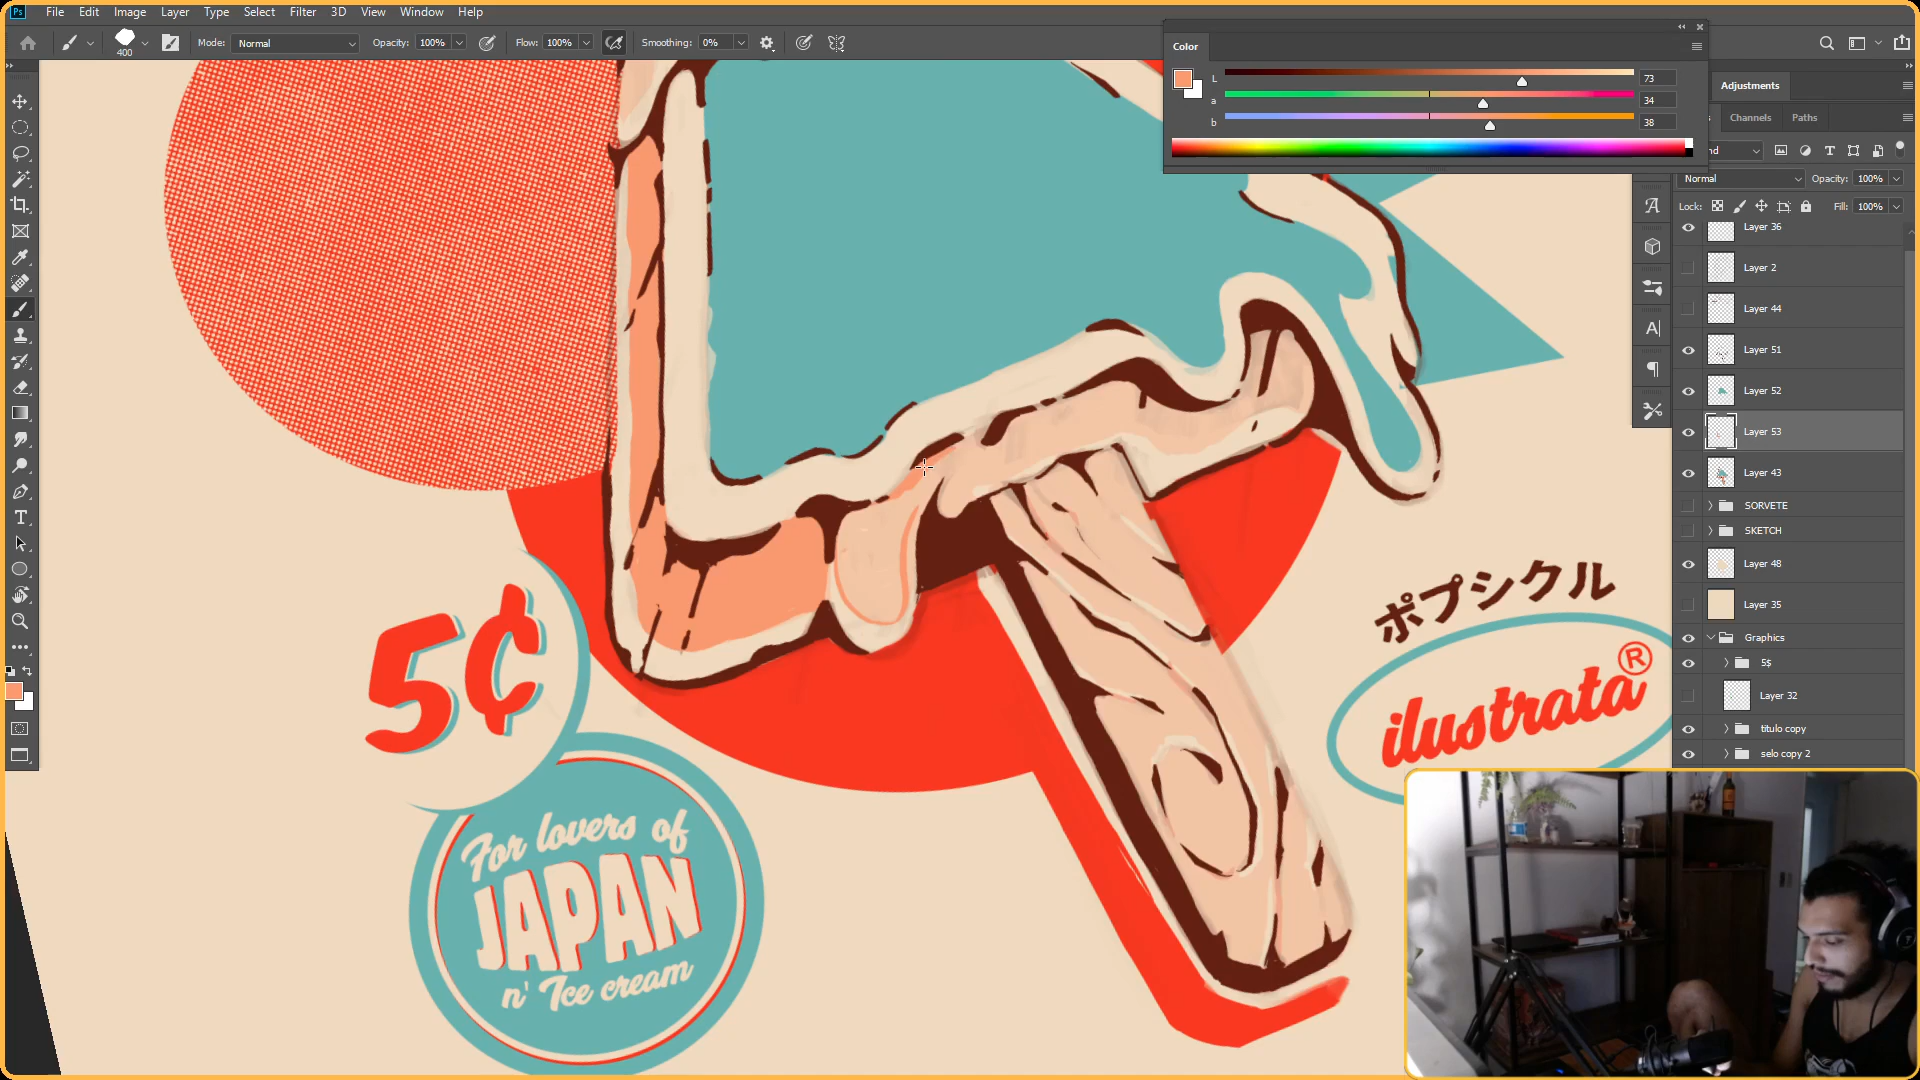 Ps File Edit Image Layer Type Select Filter 3D View Window Help
400 Mode: Normal Opacity: 100% Flow: 100% Smoothing: 0%
Color
L 73
a 34
b 38
Adjustments
Channels Paths
Normal Opacity: 100%
Lock: Fill: 100%
Layer 36
Layer 2
Layer 44
Layer 51
Layer 52
Layer 53
Layer 43
SORVETE
SKETCH
Layer 48
Layer 35
Graphics
5$
Layer 32
titulo copy
selo copy 2
5¢
For lovers of
JAPAN
n' Ice cream
ポプシクル
ilustrata®